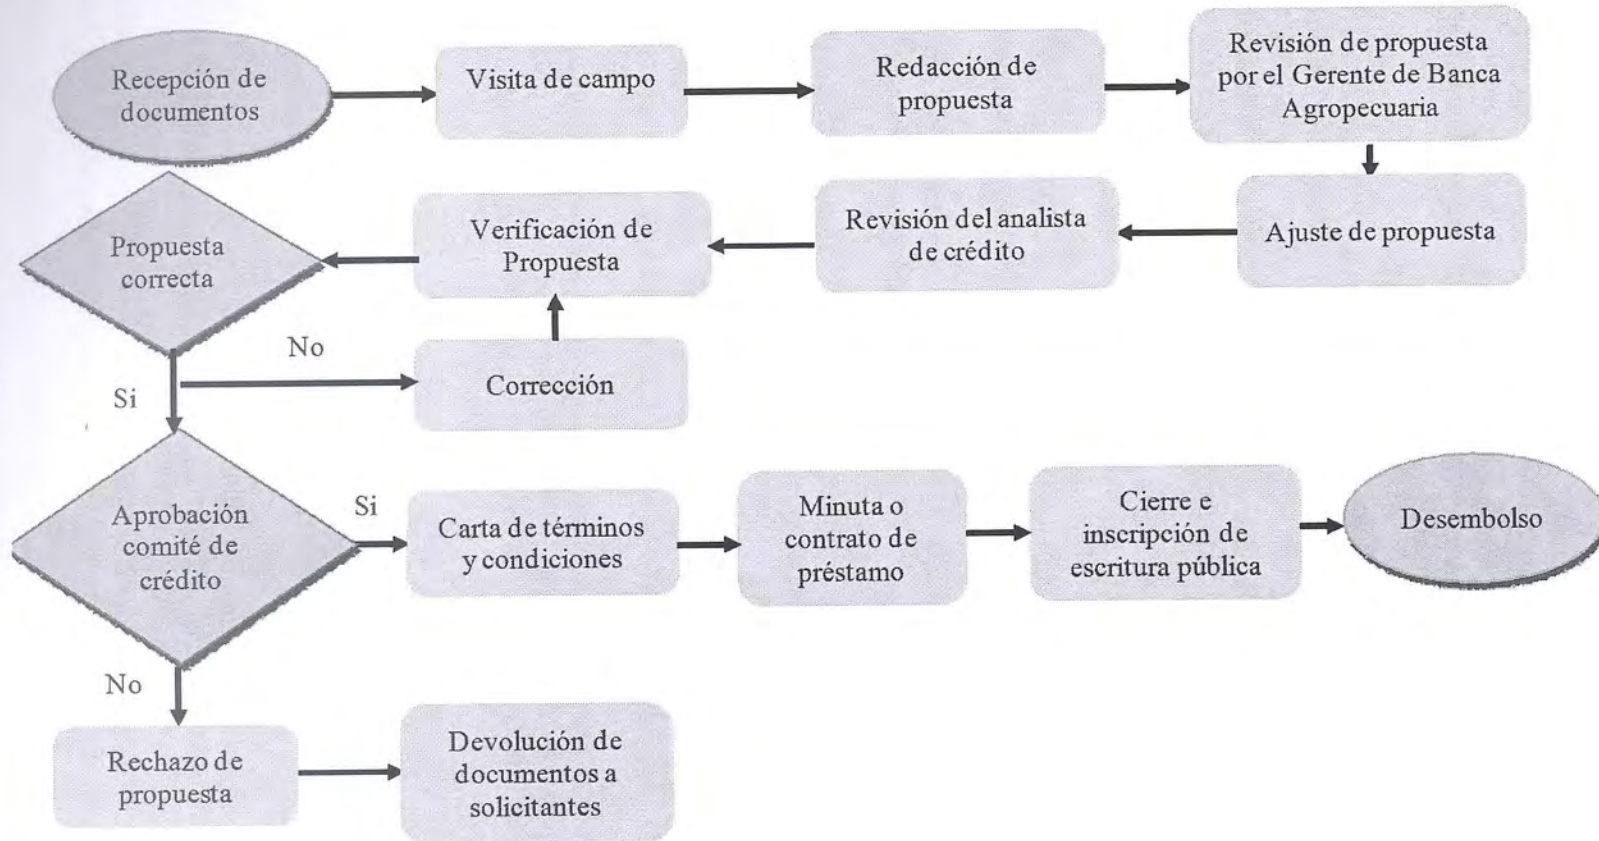 Recepción de
documentos
Visita de campo
Redacción de
propuesta
Revisión de propuesta
por el Gerente de Banca
Agropecuaria
Ajuste de propuesta
Revisión del analista
de crédito
Verificación de
Propuesta
Propuesta
correcta
No
Corrección
Si
Aprobación
comité de
crédito
Si
Carta de términos
y condiciones
Minuta o
contrato de
préstamo
Cierre e
inscripción de
escritura pública
Desembolso
No
Rechazo de
propuesta
Devolución de
documentos a
solicitantes